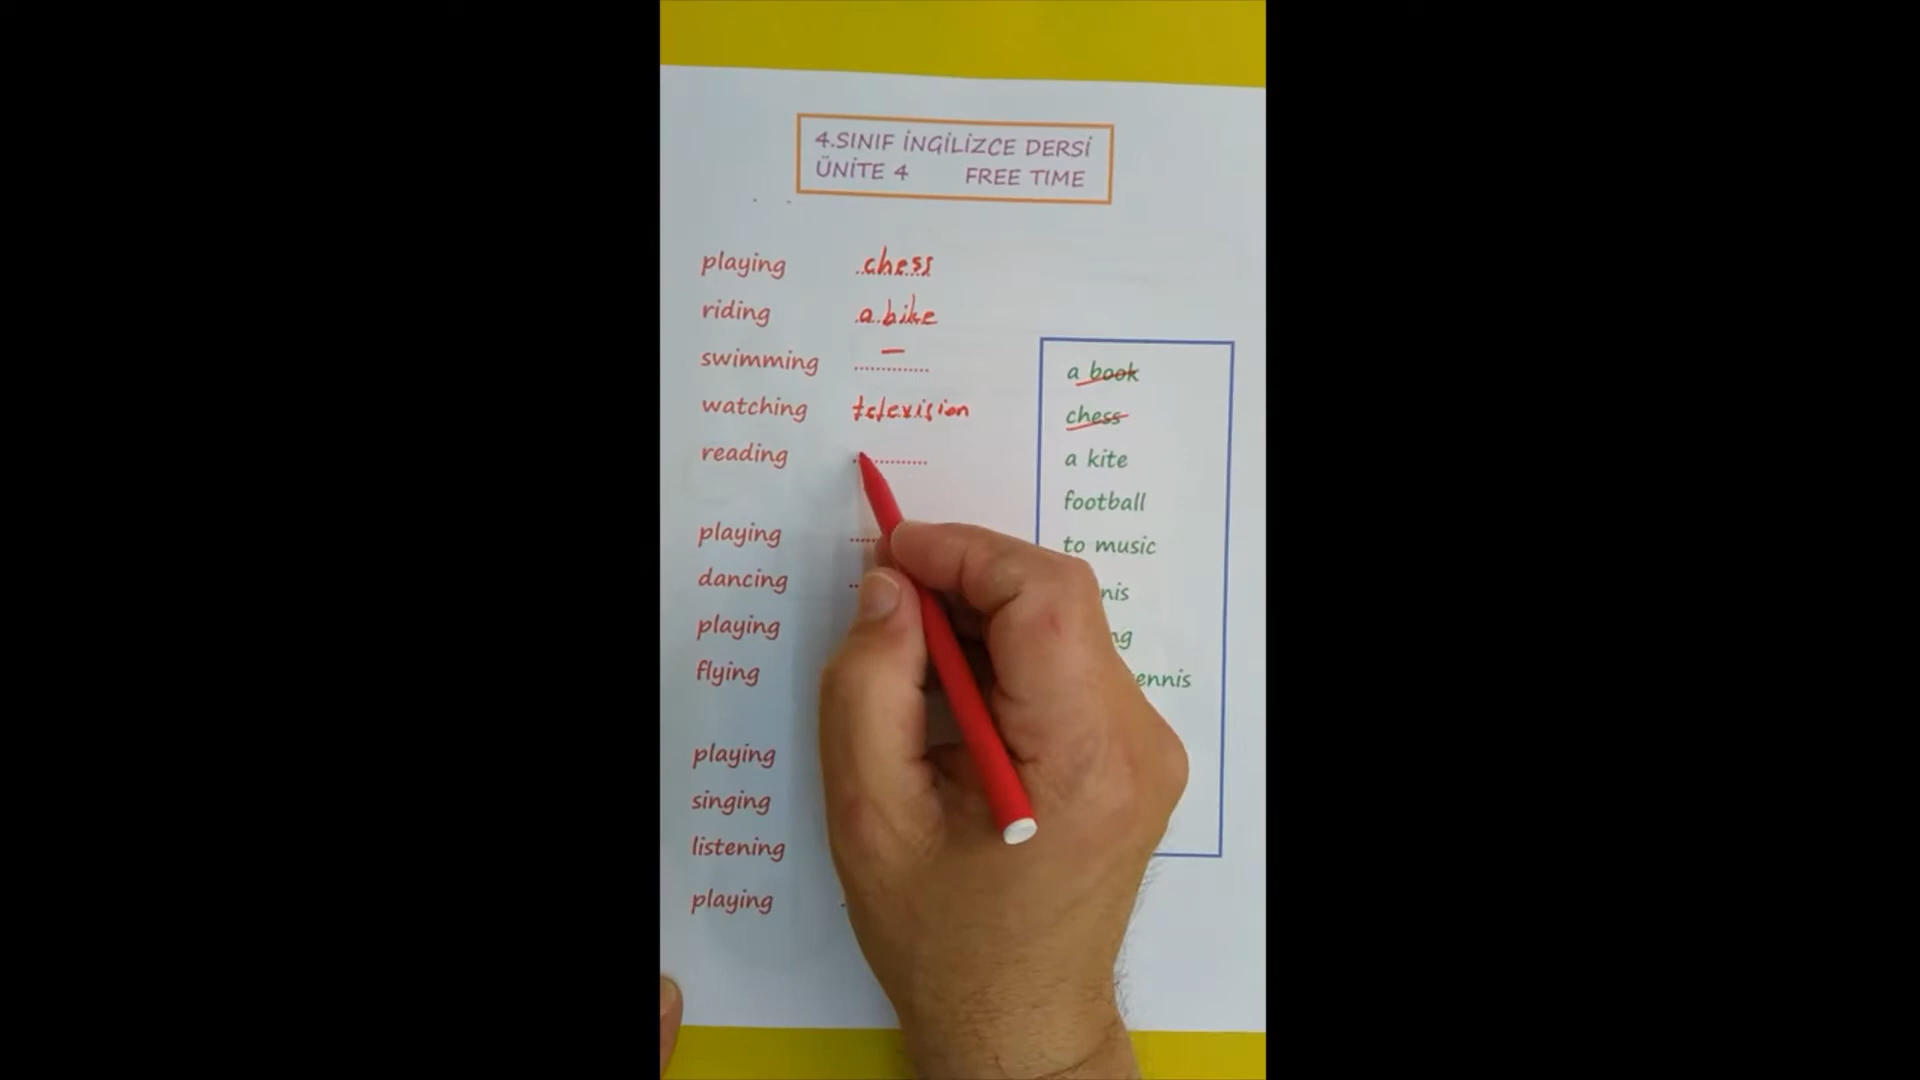 4.SINIF İNGİLİZCE DERSİ
ÜNİTE 4 FREE TIME
playing chess
riding a bike
swimming –
watching television
reading
playing
dancing
playing
flying
playing
singing
listening
playing
a book
chess
a kite
football
to music